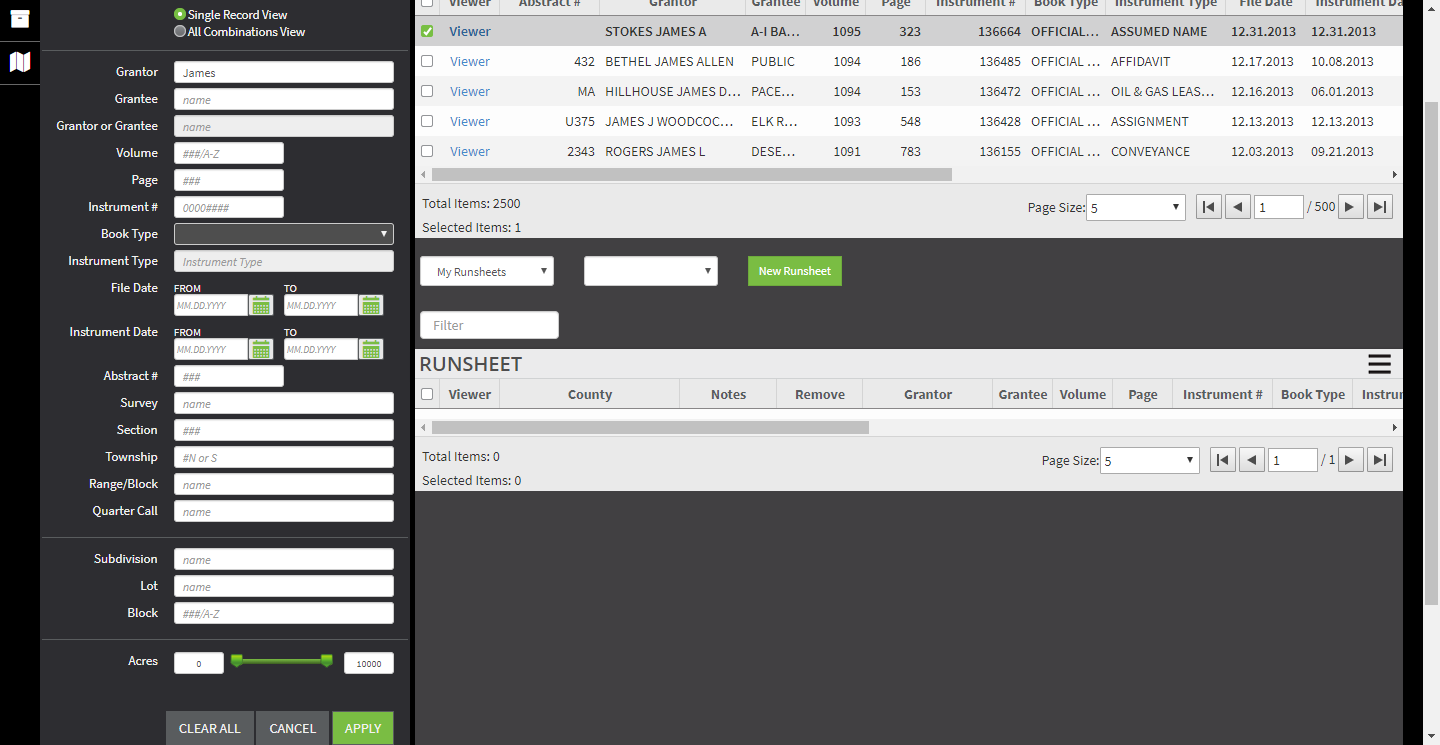 Single Record View
All Combinations View
Grantor James
Grantee name
Grantor or Grantee name
Volume ###/A-Z
Page ###
Instrument # 0000####
Book Type
Instrument Type Instrument Type
File Date FROM TO
MM.DD.YYYY MM.DD.YYYY
Instrument Date FROM TO
MM.DD.YYYY MM.DD.YYYY
Abstract # ###
Survey name
Section ###
Township #N or S
Range/Block name
Quarter Call name
Subdivision name
Lot name
Block ###/A-Z
Acres 0 10000
CLEAR ALL CANCEL APPLY
Viewer Abstract # Grantor Grantee Volume Page Instrument # Book Type Instrument Type File Date Instrument Da
Viewer STOKES JAMES A A-I BA... 1095 323 136664 OFFICIAL... ASSUMED NAME 12.31.2013 12.31.2013
Viewer 432 BETHEL JAMES ALLEN PUBLIC 1094 186 136485 OFFICIAL ... AFFIDAVIT 12.17.2013 10.08.2013
Viewer MA HILLHOUSE JAMES D... PACE... 1094 153 136472 OFFICIAL ... OIL & GAS LEAS... 12.16.2013 06.01.2013
Viewer U375 JAMES J WOODCOC... ELK R... 1093 548 136428 OFFICIAL ... ASSIGNMENT 12.13.2013 12.13.2013
Viewer 2343 ROGERS JAMES L DESE... 1091 783 136155 OFFICIAL ... CONVEYANCE 12.03.2013 09.21.2013
Total Items: 2500
Selected Items: 1
Page Size: 5 1 / 500
My Runsheets New Runsheet
Filter
RUNSHEET
Viewer County Notes Remove Grantor Grantee Volume Page Instrument # Book Type Instrum
Total Items: 0
Selected Items: 0
Page Size: 5 1 / 1